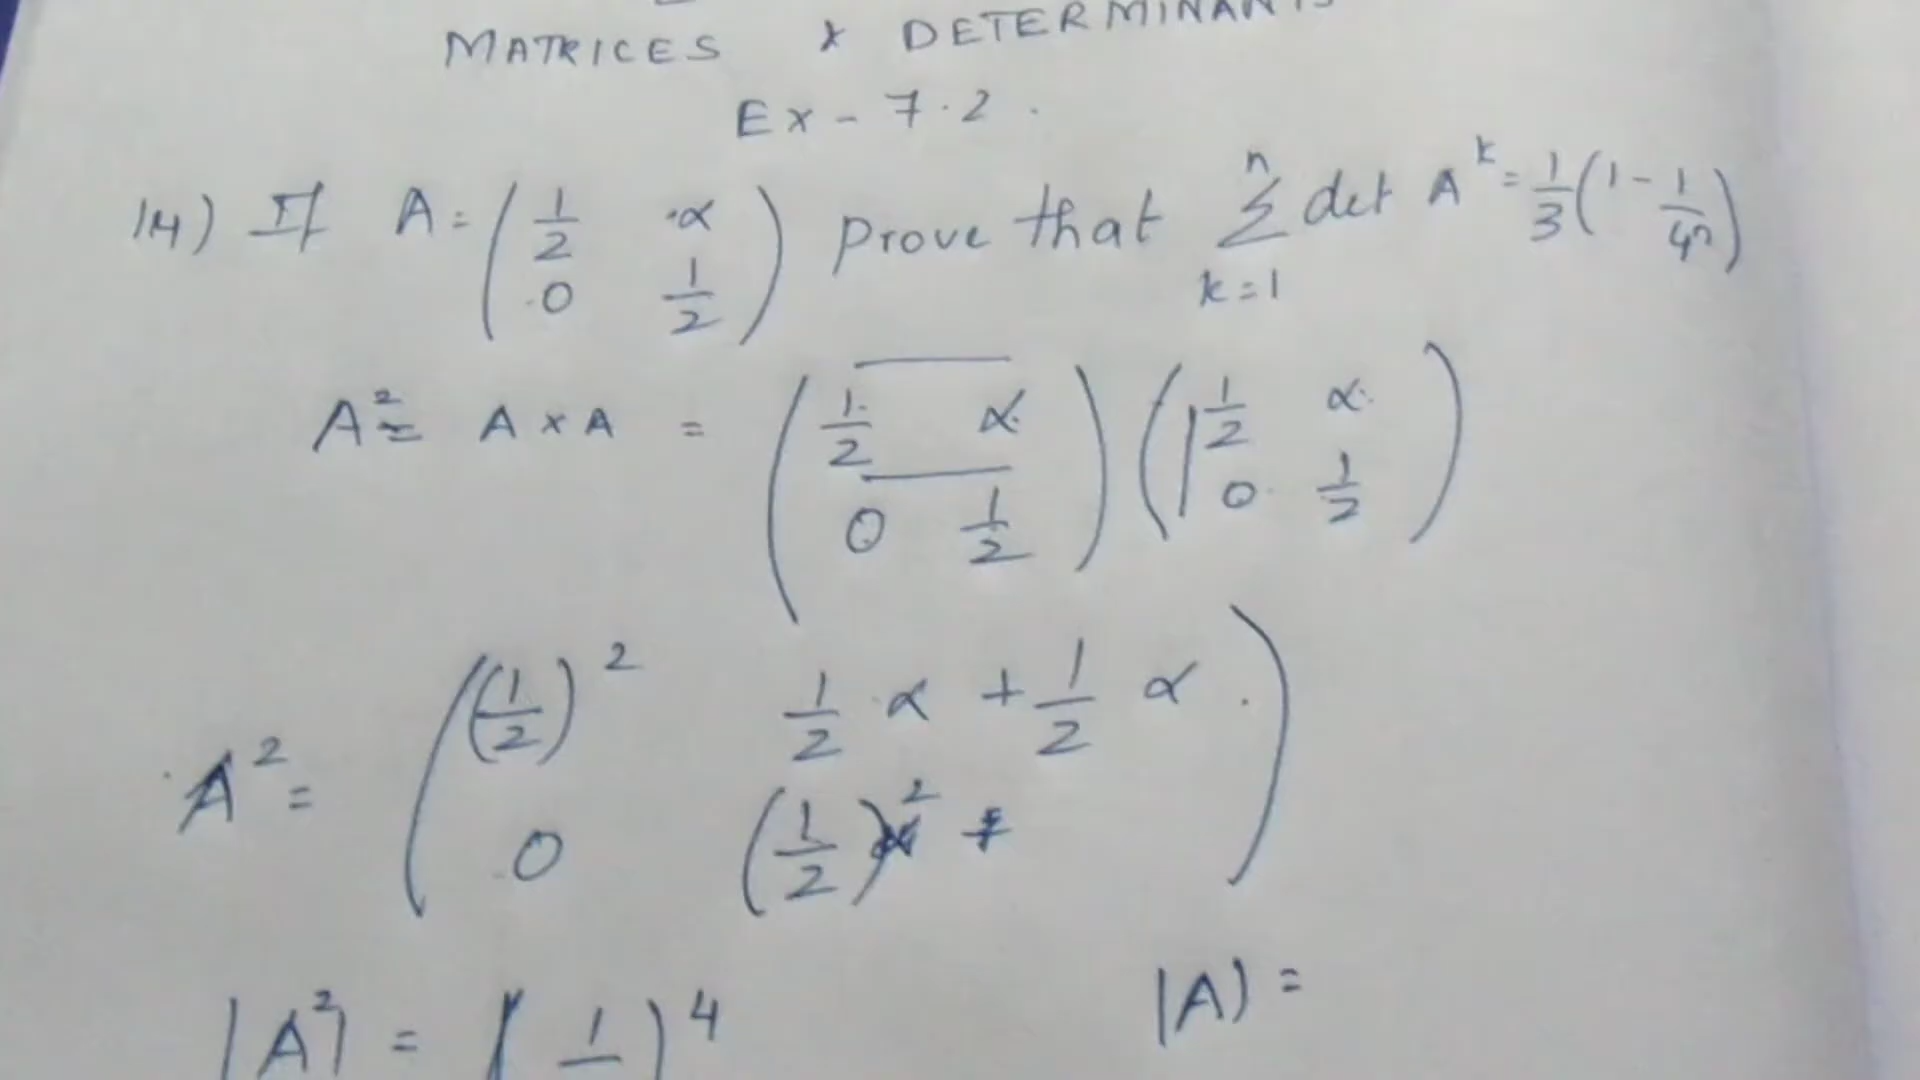 MATRICES & DETERMINANTS
Ex - 7.2.
14) If A = (1/2 α 0 1/2) prove that n Σ k=1 det A^k = 1/3 (1 - 1/4^n)
A² = A × A = (1/2 α 0 1/2) (1/2 α 0 1/2)
A² = ((1/2)² 1/2 α + 1/2 α 0 (1/2)²)
|A²| = (1/ )⁴ |A| =